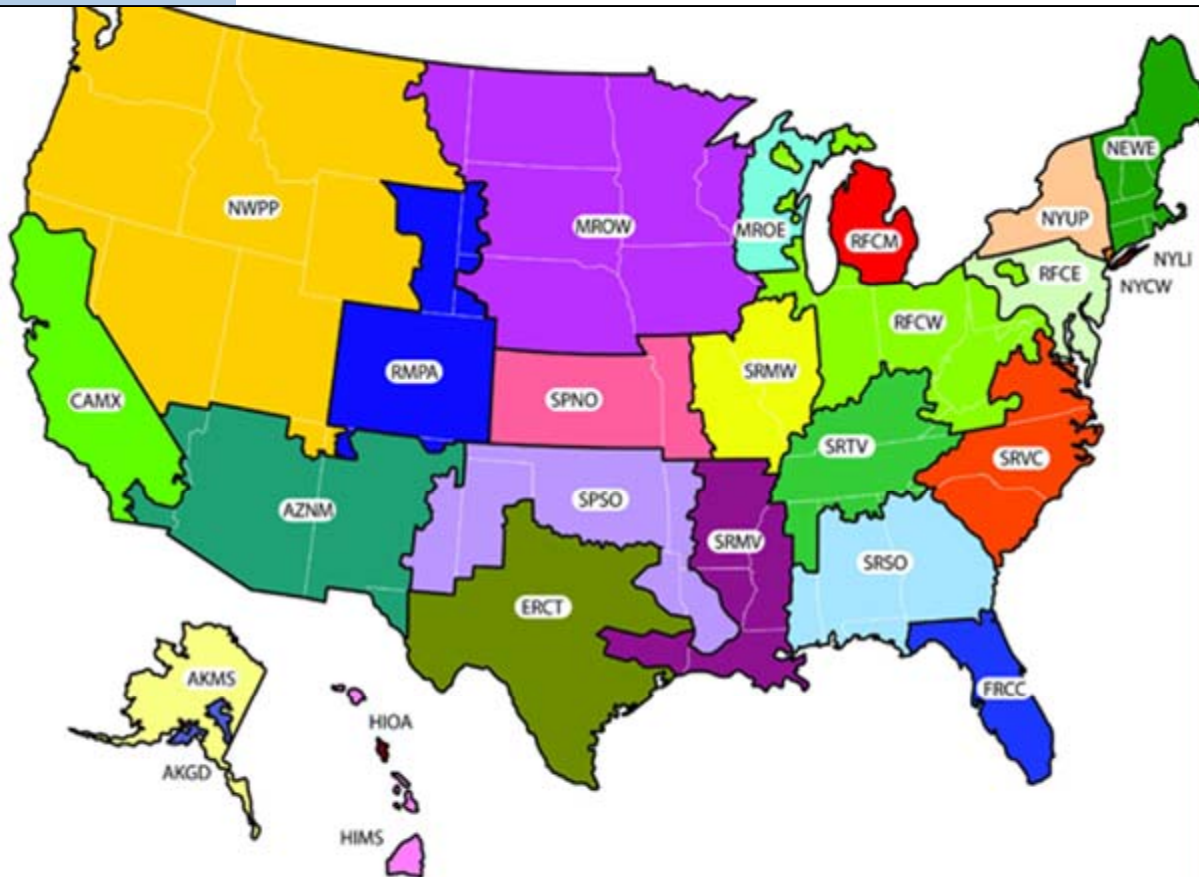 NEWE
NWPP
NYUP
MROW
MROE
RFCM
NYLI
RFCE
NYCW
RFCW
RMPA
SRMW
CAMX
SPNO
SRTV
SRVC
SPSO
AZNM
SRMV
SRSO
ERCT
AKMS
FRCC
HIOA
AKGD
HIMS